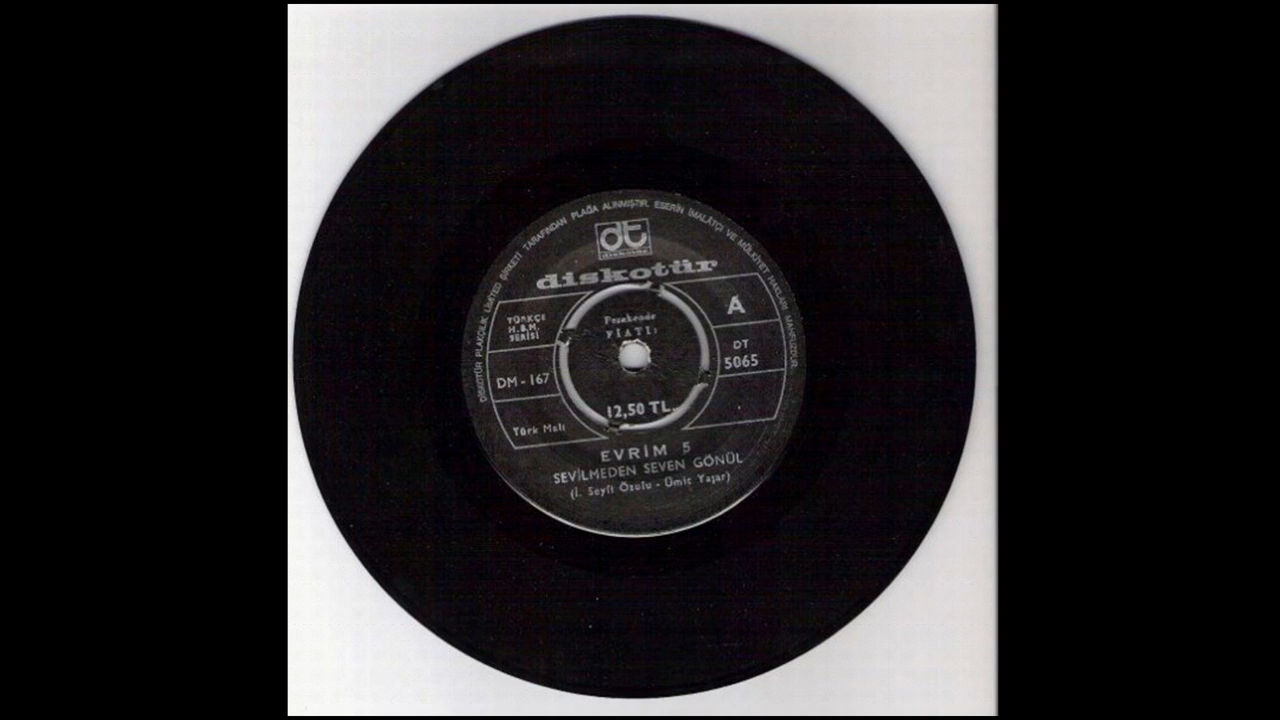 DİSKOTÜR PLAKÇILIK LİMİTED ŞİRKETİ TARAFINDAN PLAĞA ALINMIŞTIR. ESERİN İMALÂTÇI VE MÜLKİYET HAKLARI MAHFUZDUR.
dt
diskotür
diskotür
TÜRKÇE
H.B.M.
SERİSİ
Perakende
FİATI:
A
DT
5065
DM - 167
12,50 TL.
Türk Malı
EVRİM 5
SEVİLMEDEN SEVEN GÖNÜL
(İ. Seyfi Özulu - Ümit Yaşar)